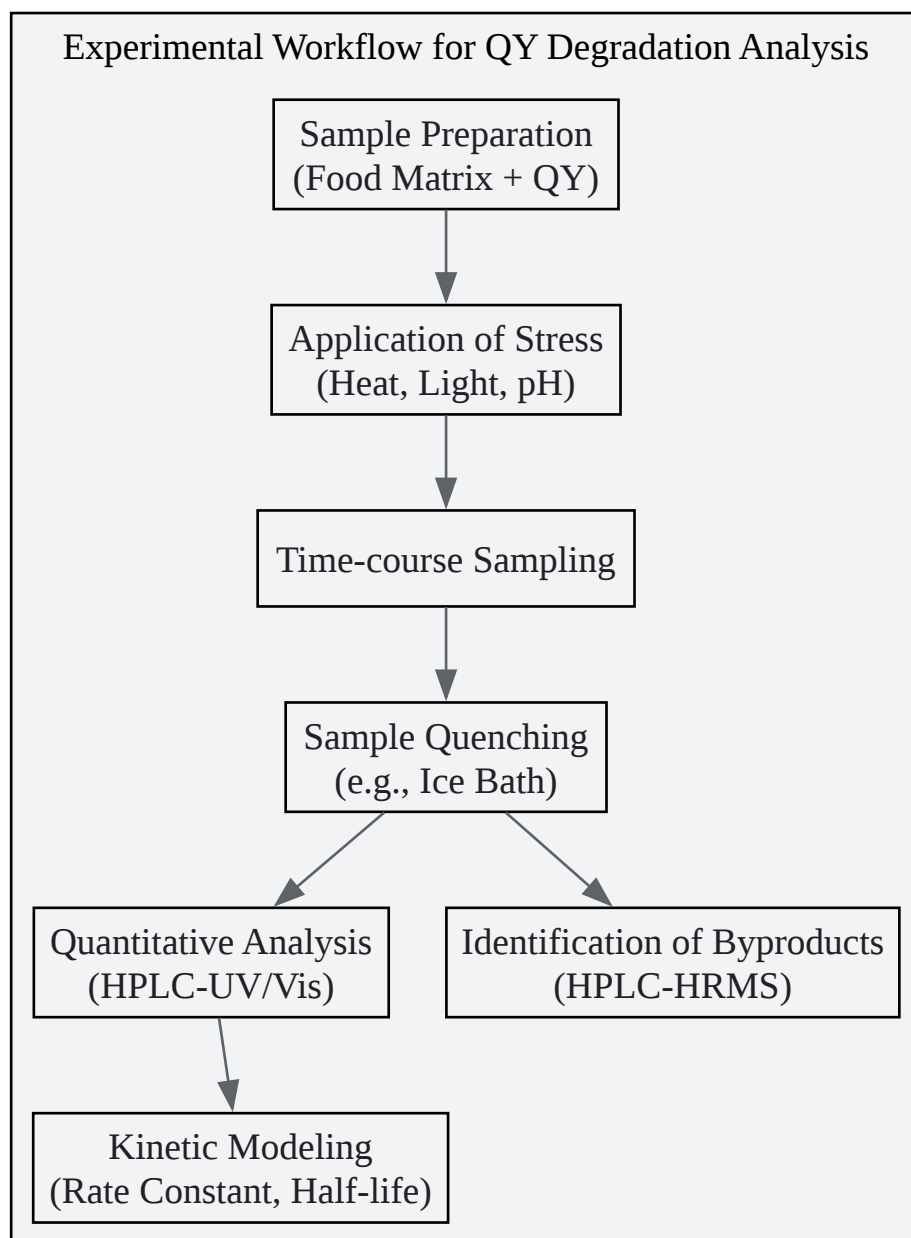 Experimental Workflow for QY Degradation Analysis
Sample Preparation
(Food Matrix + QY)
Application of Stress
(Heat, Light, pH)
Time-course Sampling
Sample Quenching
(e.g., Ice Bath)
Quantitative Analysis
(HPLC-UV/Vis)
Identification of Byproducts
(HPLC-HRMS)
Kinetic Modeling
(Rate Constant, Half-life)